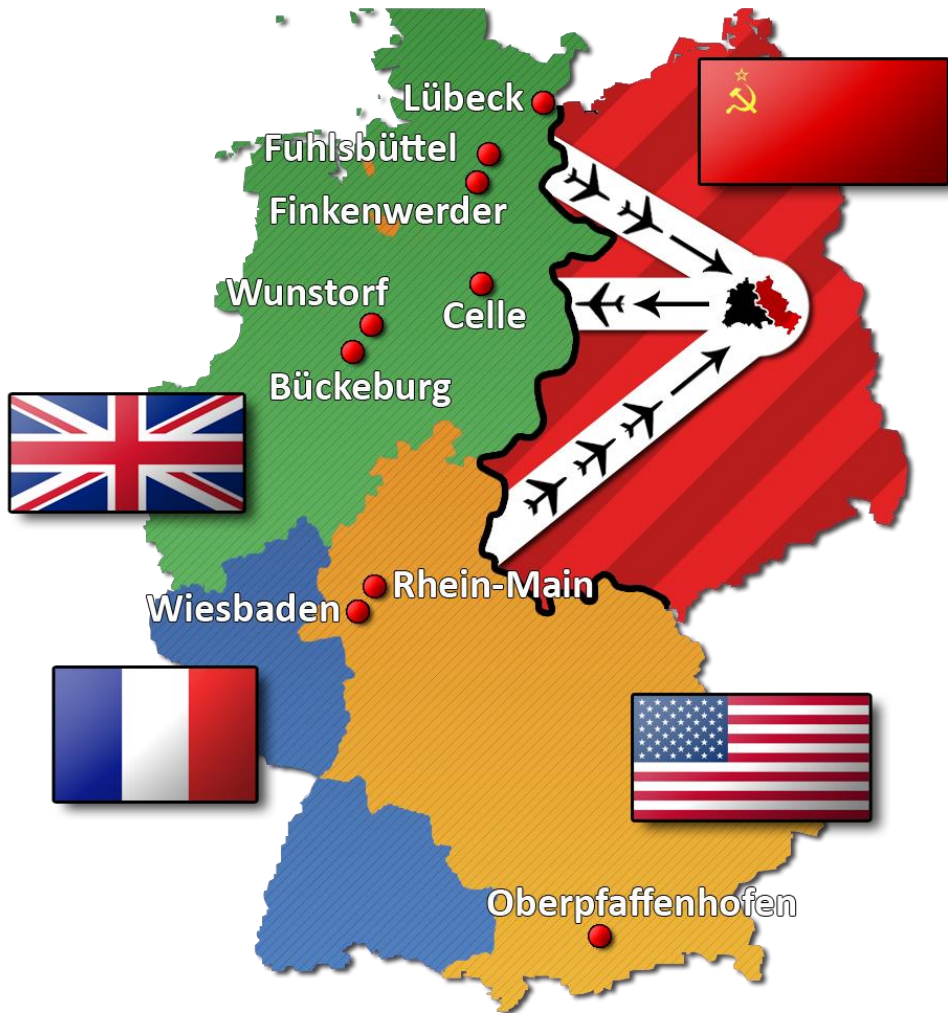 Lübeck
Fuhlsbüttel
Finkenwerder
Wunstorf
Celle
Bückeburg
Rhein-Main
Wiesbaden
Oberpfaffenhofen